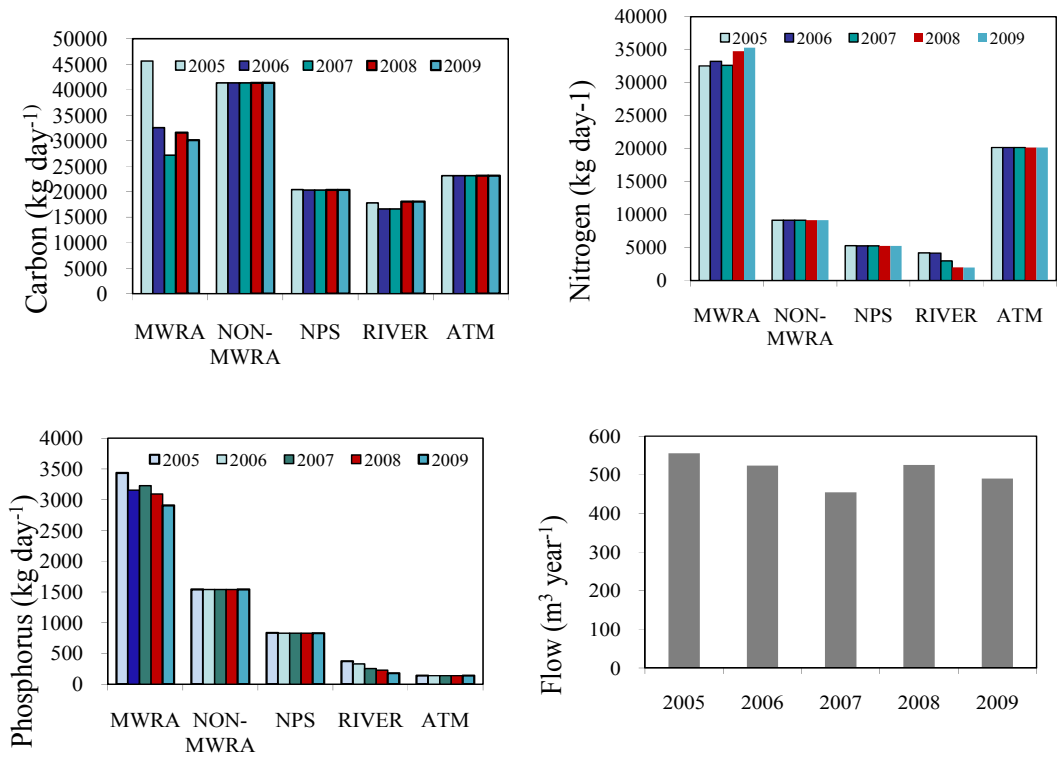 50000
45000
40000
35000
30000
25000
20000
15000
10000
5000
0
Carbon (kg day-1)
2005 2006 2007 2008 2009
MWRA NON- NPS RIVER ATM
MWRA
40000
35000
30000
25000
20000
15000
10000
5000
0
Nitrogen (kg day-1)
2005 2006 2007 2008 2009
MWRA NON- NPS RIVER ATM
MWRA
4000
3500
3000
2500
2000
1500
1000
500
0
Phosphorus (kg day-1)
2005 2006 2007 2008 2009
MWRA NON- NPS RIVER ATM
MWRA
600
500
400
300
200
100
0
Flow (m3 year-1)
2005 2006 2007 2008 2009